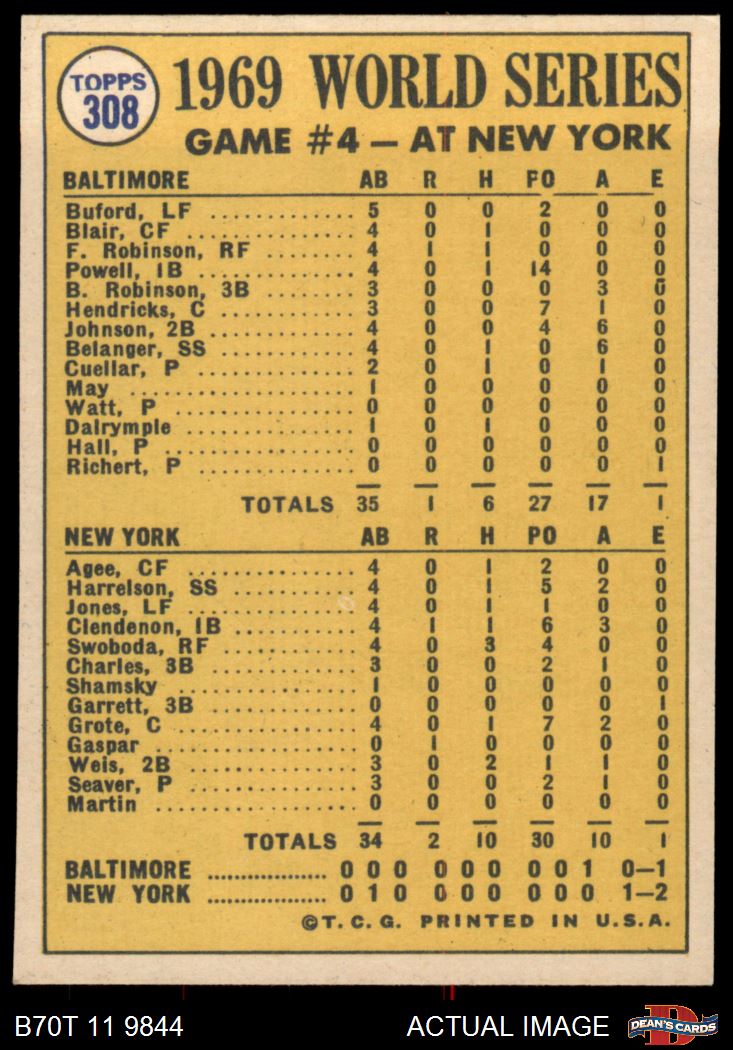 TOPPS
308
1969 WORLD SERIES
GAME #4 — AT NEW YORK
BALTIMORE AB R H PO A E
Buford, LF .............. 5 0 0 2 0 0
Blair, CF ................ 4 0 1 0 0 0
F. Robinson, RF ........ 4 1 1 0 0 0
Powell, 1B .............. 4 0 1 14 0 0
B. Robinson, 3B ........ 3 0 0 0 3 0
Hendricks, C ............ 3 0 0 7 1 0
Johnson, 2B ............ 4 0 0 4 6 0
Belanger, SS ............ 4 0 1 0 6 0
Cuellar, P .............. 2 0 1 0 1 0
May ...................... 1 0 0 0 0 0
Watt, P ................ 0 0 0 0 0 0
Dalrymple .............. 1 0 1 0 0 0
Hall, P .................. 0 0 0 0 0 0
Richert, P .............. 0 0 0 0 0 1
TOTALS 35 1 6 27 17 1
NEW YORK AB R H PO A E
Agee, CF ................ 4 0 1 2 0 0
Harrelson, SS .......... 4 0 1 5 2 0
Jones, LF .............. 4 0 1 1 0 0
Clendenon, 1B .......... 4 1 1 6 3 0
Swoboda, RF ............ 4 0 3 4 0 0
Charles, 3B ............ 3 0 0 2 1 0
Shamsky ................ 1 0 0 0 0 0
Garrett, 3B ............ 0 0 0 0 0 1
Grote, C ................ 4 0 1 7 2 0
Gaspar .................. 0 1 0 0 0 0
Weis, 2B ................ 3 0 2 1 1 0
Seaver, P .............. 3 0 0 2 1 0
Martin .................. 0 0 0 0 0 0
TOTALS 34 2 10 30 10 1
BALTIMORE ................ 0 0 0 0 0 0 0 0 1 0—1
NEW YORK ................ 0 1 0 0 0 0 0 0 0 1—2
©T. C. G. PRINTED IN U.S.A.
B70T 11 9844 ACTUAL IMAGE
D
DEAN'S CARDS